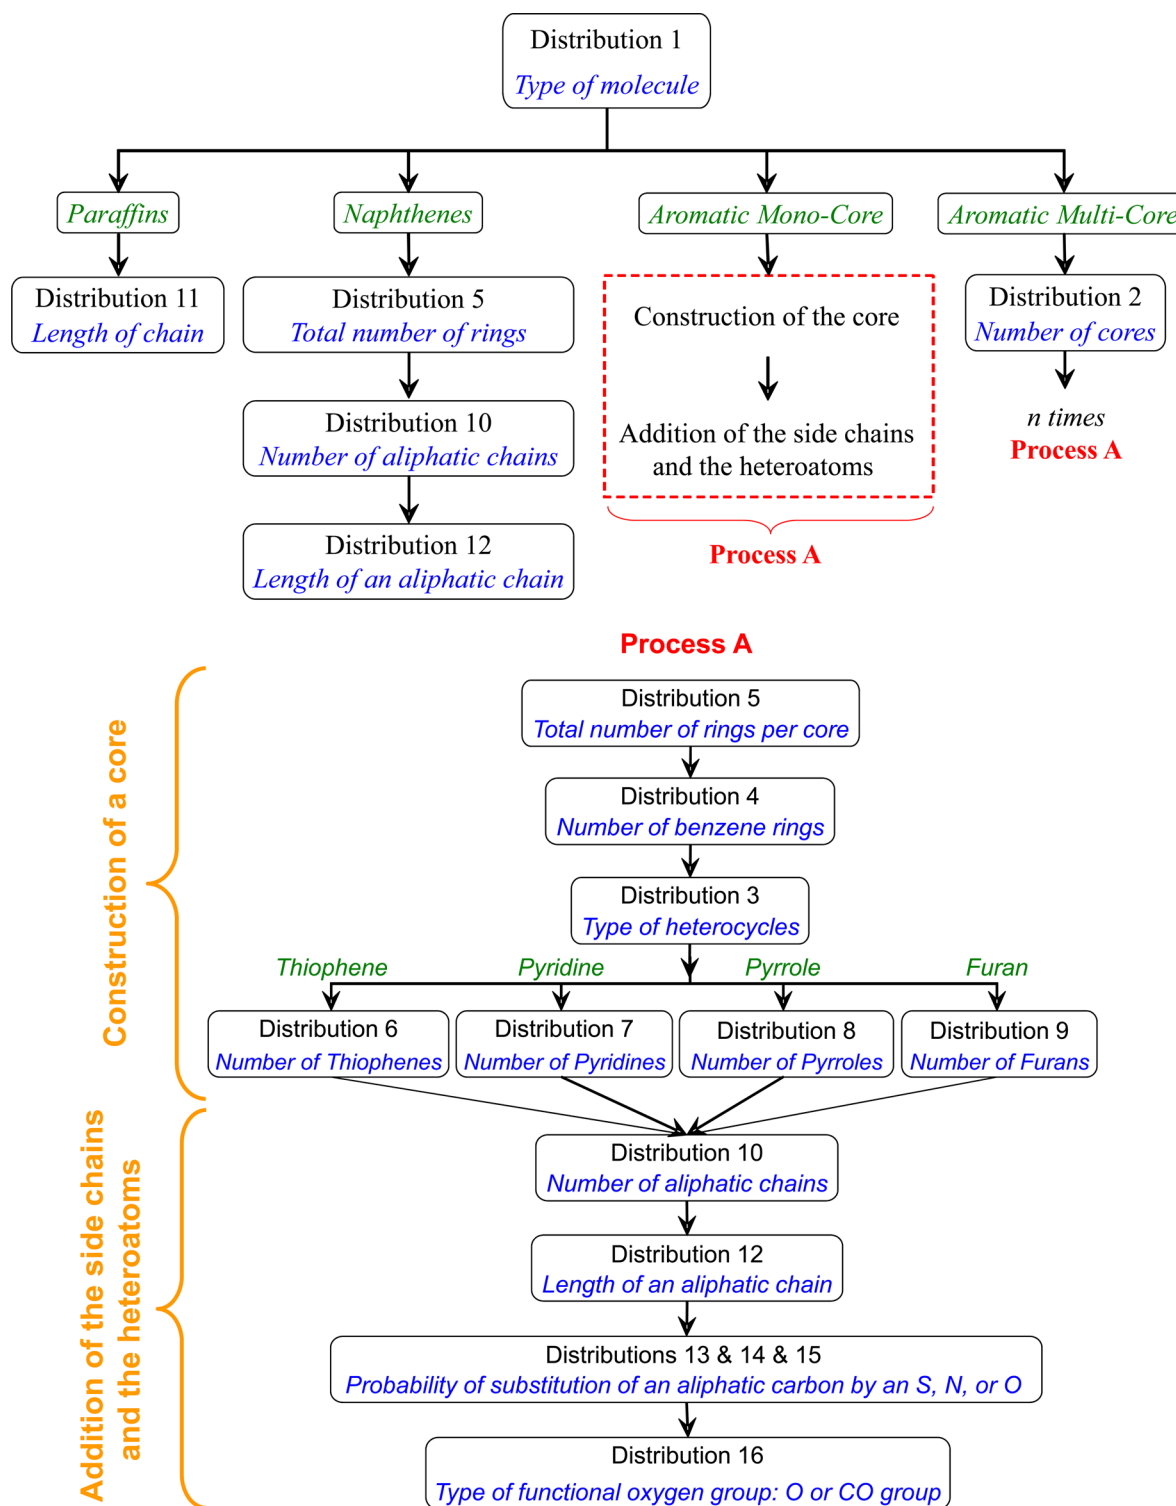 Distribution 1
Type of molecule
Paraffins
Naphthenes
Aromatic Mono-Core
Aromatic Multi-Core
Distribution 11
Length of chain
Distribution 5
Total number of rings
Distribution 10
Number of aliphatic chains
Distribution 12
Length of an aliphatic chain
Construction of the core
Addition of the side chains
and the heteroatoms
Process A
Distribution 2
Number of cores
n times
Process A
Process A
Construction of a core
Distribution 5
Total number of rings per core
Distribution 4
Number of benzene rings
Distribution 3
Type of heterocycles
Thiophene
Pyridine
Pyrrole
Furan
Distribution 6
Number of Thiophenes
Distribution 7
Number of Pyridines
Distribution 8
Number of Pyrroles
Distribution 9
Number of Furans
Addition of the side chains
and the heteroatoms
Distribution 10
Number of aliphatic chains
Distribution 12
Length of an aliphatic chain
Distributions 13 & 14 & 15
Probability of substitution of an aliphatic carbon by an S, N, or O
Distribution 16
Type of functional oxygen group: O or CO group